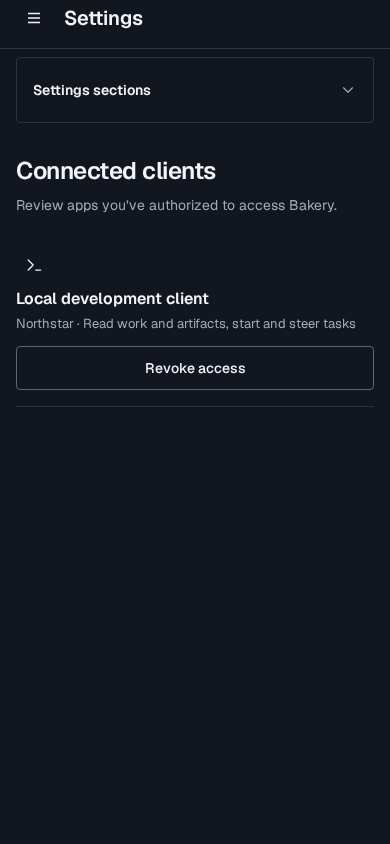 Settings
Settings sections
Connected clients
Review apps you've authorized to access Bakery.
Local development client
Northstar · Read work and artifacts, start and steer tasks
Revoke access